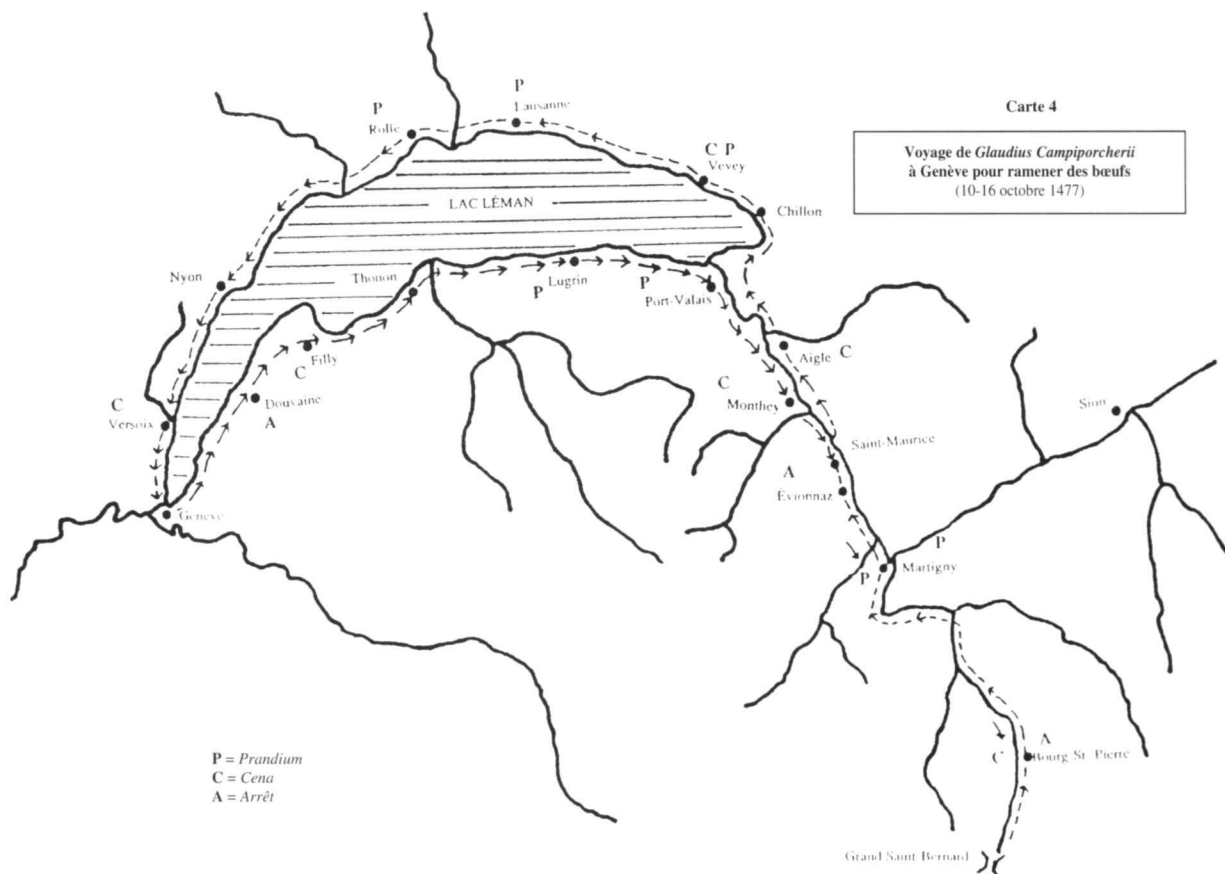 Carte 4
Voyage de Glaudius Campiporcherii
à Genève pour ramener des bœufs
(10-16 octobre 1477)
P
Lausanne
P
Rolle
C P
Vevey
Chillon
LAC LÉMAN
Nyon
Thonon
Lugrin
P
P
Port-Valais
Filly
C
Douvaine
A
Aigle C
C
Monthey
Sion
C
Versoix
Saint-Maurice
A
Évionnaz
Genève
P
P
Martigny
A
C
Bourg St. Pierre
Grand Saint Bernard
P = Prandium
C = Cena
A = Arrêt